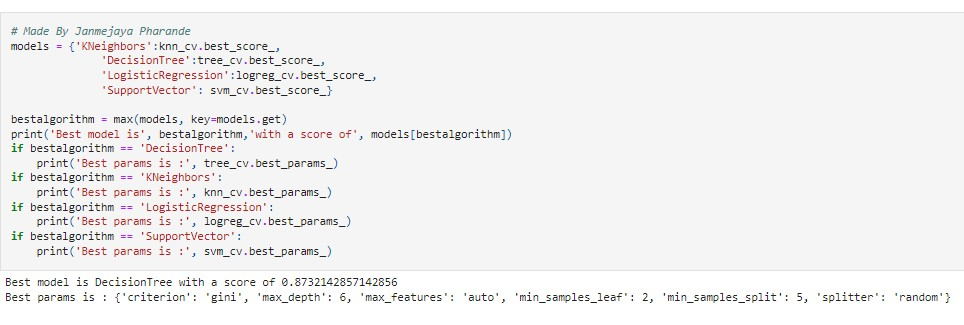 # Made By Janmejaya Pharande
models = {'KNeighbors':knn_cv.best_score_,
'DecisionTree':tree_cv.best_score_,
'LogisticRegression':logreg_cv.best_score_,
'SupportVector': svm_cv.best_score_}
bestalgorithm = max(models, key=models.get)
print('Best model is', bestalgorithm,'with a score of', models[bestalgorithm])
if bestalgorithm == 'DecisionTree':
print('Best params is :', tree_cv.best_params_)
if bestalgorithm == 'KNeighbors':
print('Best params is :', knn_cv.best_params_)
if bestalgorithm == 'LogisticRegression':
print('Best params is :', logreg_cv.best_params_)
if bestalgorithm == 'SupportVector':
print('Best params is :', svm_cv.best_params_)
Best model is DecisionTree with a score of 0.8732142857142856
Best params is : {'criterion': 'gini', 'max_depth': 6, 'max_features': 'auto', 'min_samples_leaf': 2, 'min_samples_split': 5, 'splitter': 'random'}